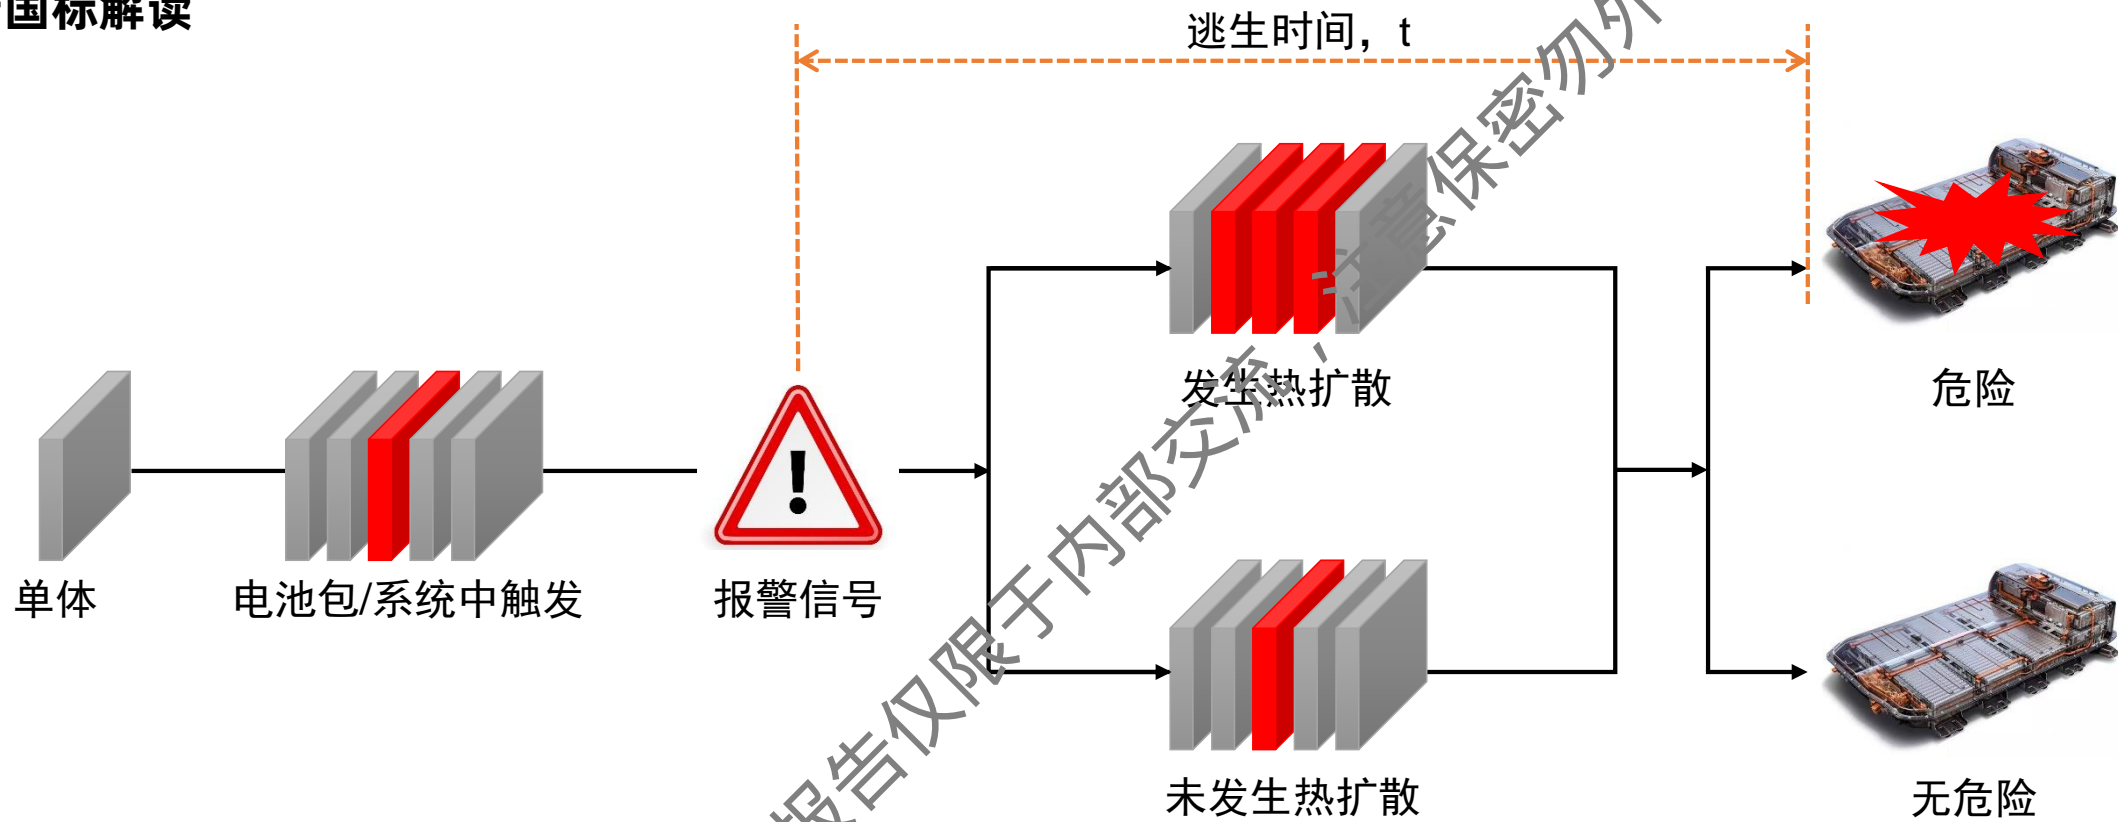 国标解读
逃生时间，t
发生热扩散
危险
单体
电池包/系统中触发
报警信号
未发生热扩散
无危险
报告仅限于内部交流，注意保密勿外